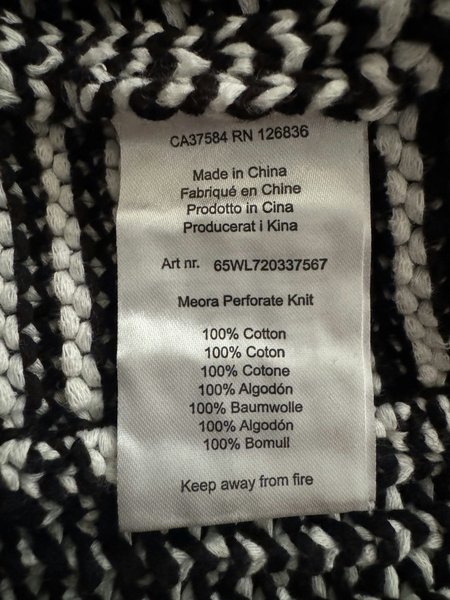 CA37584 RN 126836
Made in China
Fabriqué en Chine
Prodotto in Cina
Producerat i Kina
Art nr. 65WL720337567
Meora Perforate Knit
100% Cotton
100% Coton
100% Cotone
100% Algodón
100% Baumwolle
100% Algodón
100% Bomull
Keep away from fire